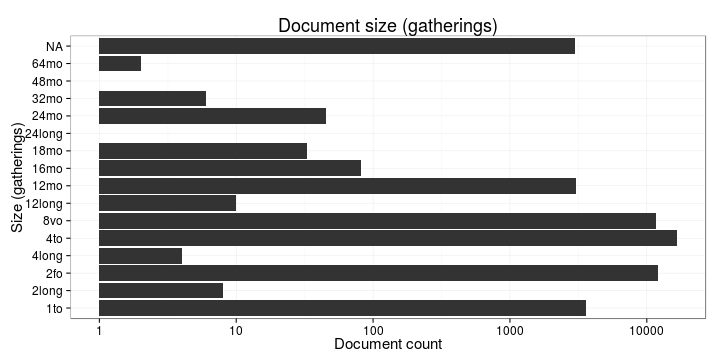 Document size (gatherings)
Size (gatherings)
NA
64mo
48mo
32mo
24mo
24long
18mo
16mo
12mo
12long
8vo
4to
4long
2fo
2long
1to
1 10 100 1000 10000
Document count